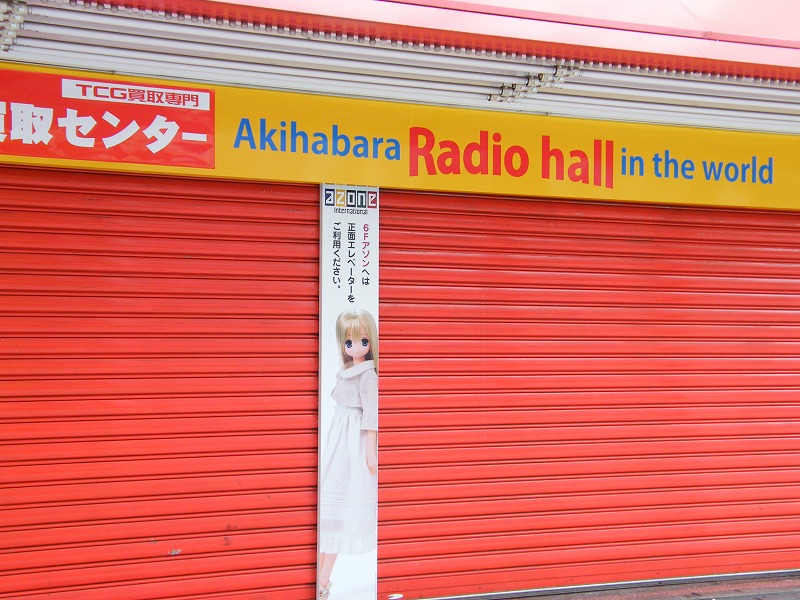 TCG買取専門
買取センター
Akihabara Radio hall in the world
azone
international
6Fアゾンへは
正面エレベーターを
ご利用ください。